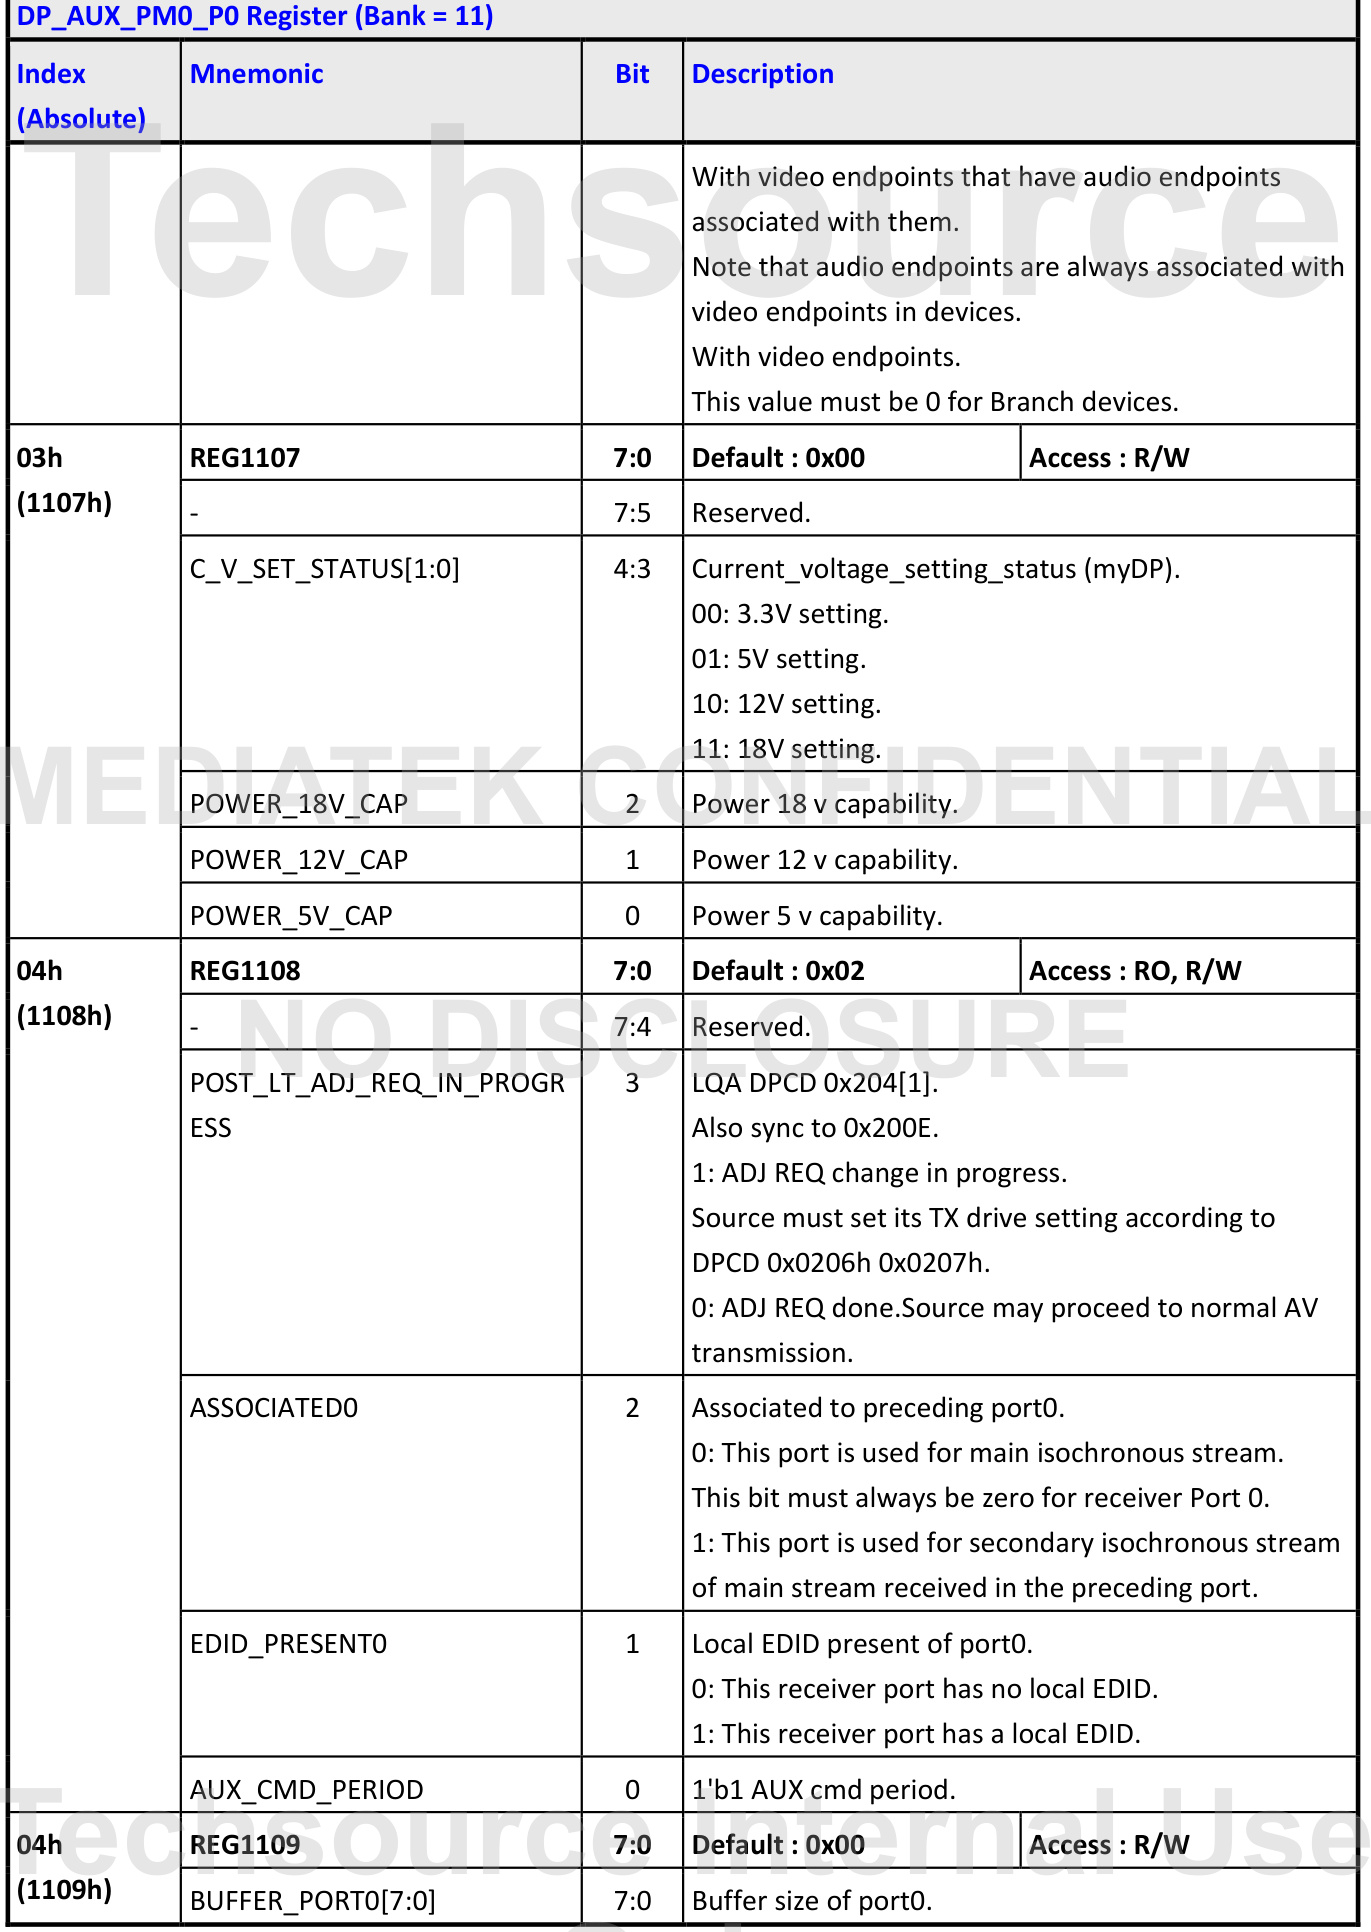 DP_AUX_PM0_P0 Register (Bank = 11)
Index
(Absolute)
Mnemonic
Bit
Description
Techsource
With video endpoints that have audio endpoints
associated with them.
Note that audio endpoints are always associated with
video endpoints in devices.
With video endpoints.
This value must be 0 for Branch devices.
03h
(1107h)
REG1107
7:0
Default : 0x00
Access : R/W
-
7:5
Reserved.
C_V_SET_STATUS[1:0]
4:3
Current_voltage_setting_status (myDP).
00: 3.3V setting.
01: 5V setting.
10: 12V setting.
11: 18V setting.
MEDIATEK CONFIDENTIAL
POWER_18V_CAP
2
Power 18 v capability.
POWER_12V_CAP
1
Power 12 v capability.
POWER_5V_CAP
0
Power 5 v capability.
04h
(1108h)
REG1108
7:0
Default : 0x02
Access : RO, R/W
-
7:4
Reserved.
NO DISCLOSURE
POST_LT_ADJ_REQ_IN_PROGR
ESS
3
LQA DPCD 0x204[1].
Also sync to 0x200E.
1: ADJ REQ change in progress.
Source must set its TX drive setting according to
DPCD 0x0206h 0x0207h.
0: ADJ REQ done.Source may proceed to normal AV
transmission.
ASSOCIATED0
2
Associated to preceding port0.
0: This port is used for main isochronous stream.
This bit must always be zero for receiver Port 0.
1: This port is used for secondary isochronous stream
of main stream received in the preceding port.
EDID_PRESENT0
1
Local EDID present of port0.
0: This receiver port has no local EDID.
1: This receiver port has a local EDID.
AUX_CMD_PERIOD
0
1'b1 AUX cmd period.
Techsource Internal Use
04h
(1109h)
REG1109
7:0
Default : 0x00
Access : R/W
BUFFER_PORT0[7:0]
7:0
Buffer size of port0.